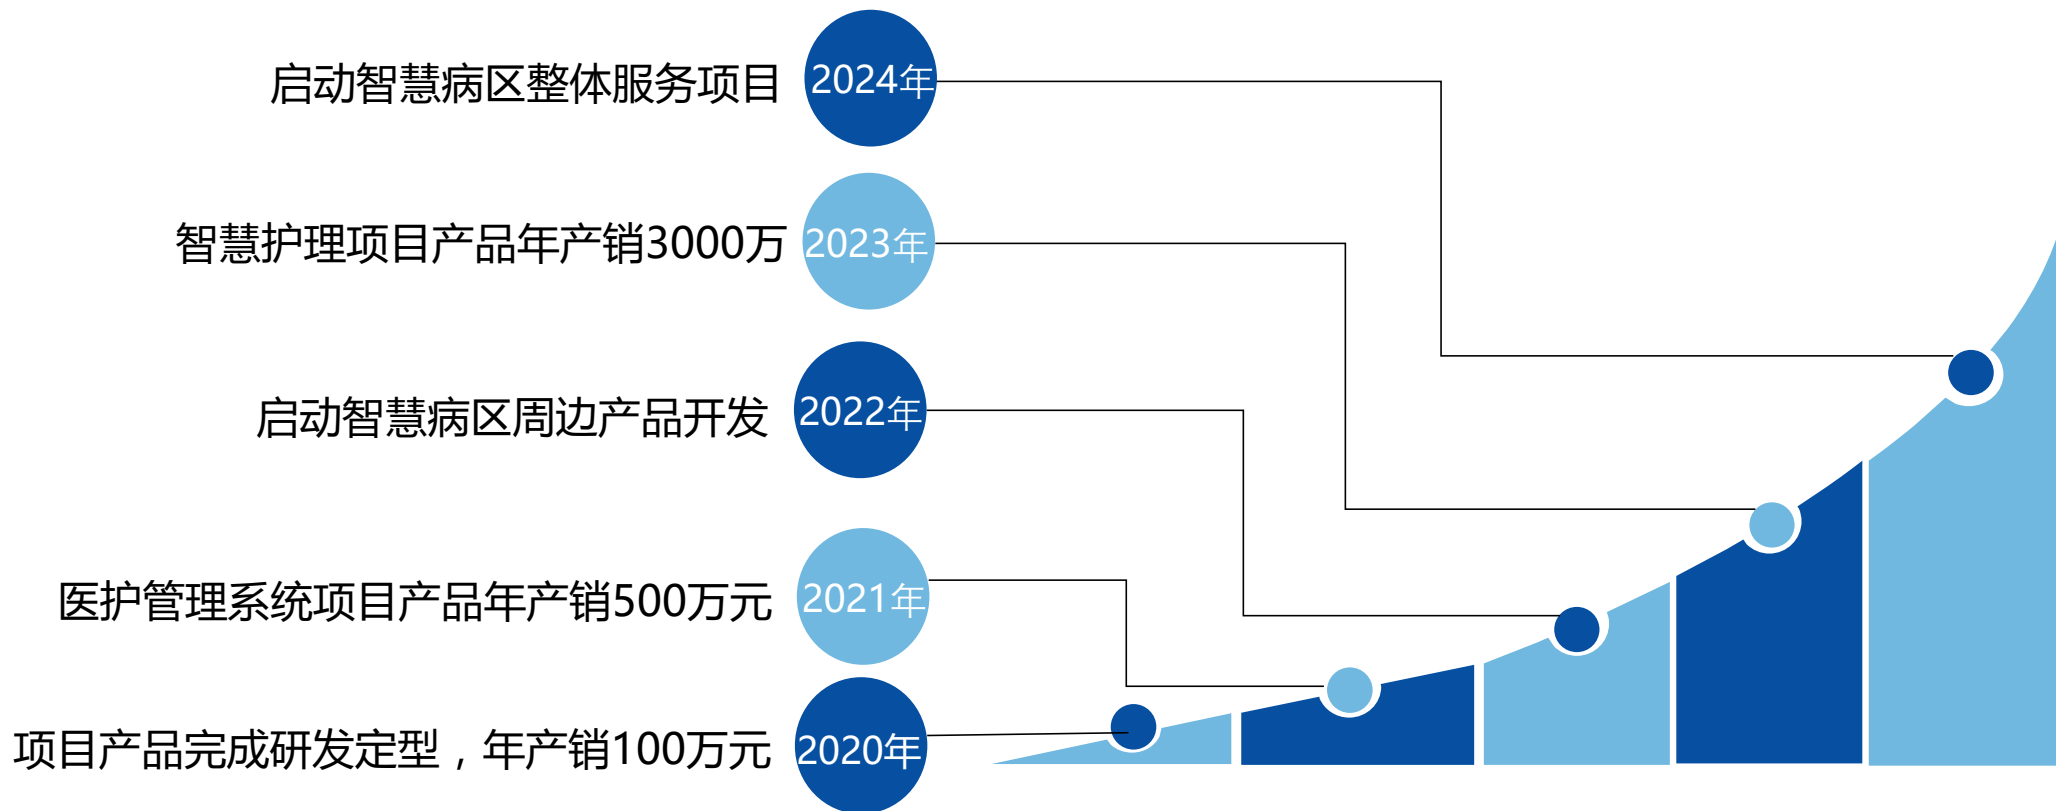 启动智慧病区整体服务项目 2024年
智慧护理项目产品年产销3000万 2023年
启动智慧病区周边产品开发 2022年
医护管理系统项目产品年产销500万元 2021年
项目产品完成研发定型，年产销100万元 2020年